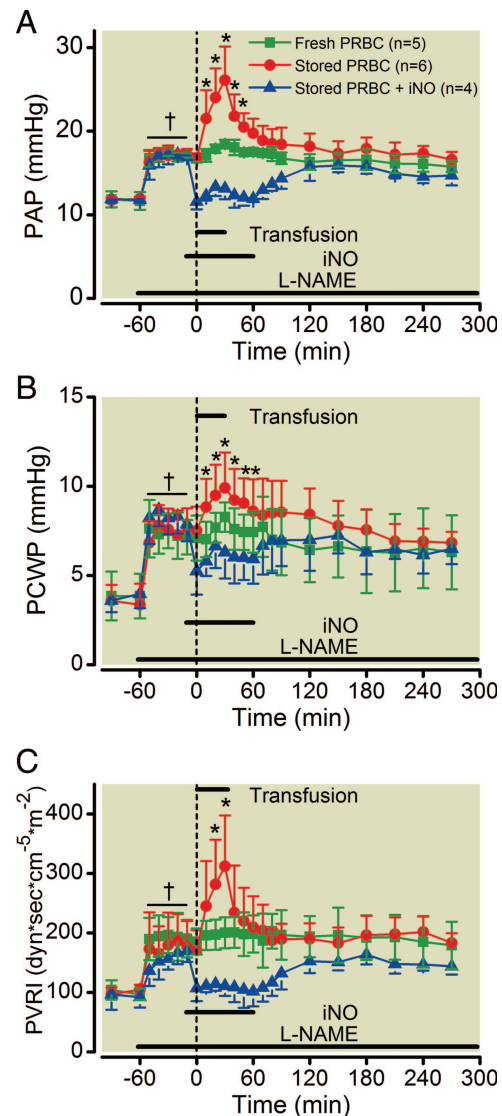 A
30
20
10
0
PAP (mmHg)
†
* * * * *
Fresh PRBC (n=5)
Stored PRBC (n=6)
Stored PRBC + iNO (n=4)
Transfusion
iNO
L-NAME
-60 0 60 120 180 240 300
Time (min)
B
15
10
5
0
PCWP (mmHg)
†
* * * * * *
Transfusion
iNO
L-NAME
-60 0 60 120 180 240 300
Time (min)
C
400
300
200
100
0
PVRI (dyn*sec*cm-5*m-2)
†
* *
Transfusion
iNO
L-NAME
-60 0 60 120 180 240 300
Time (min)